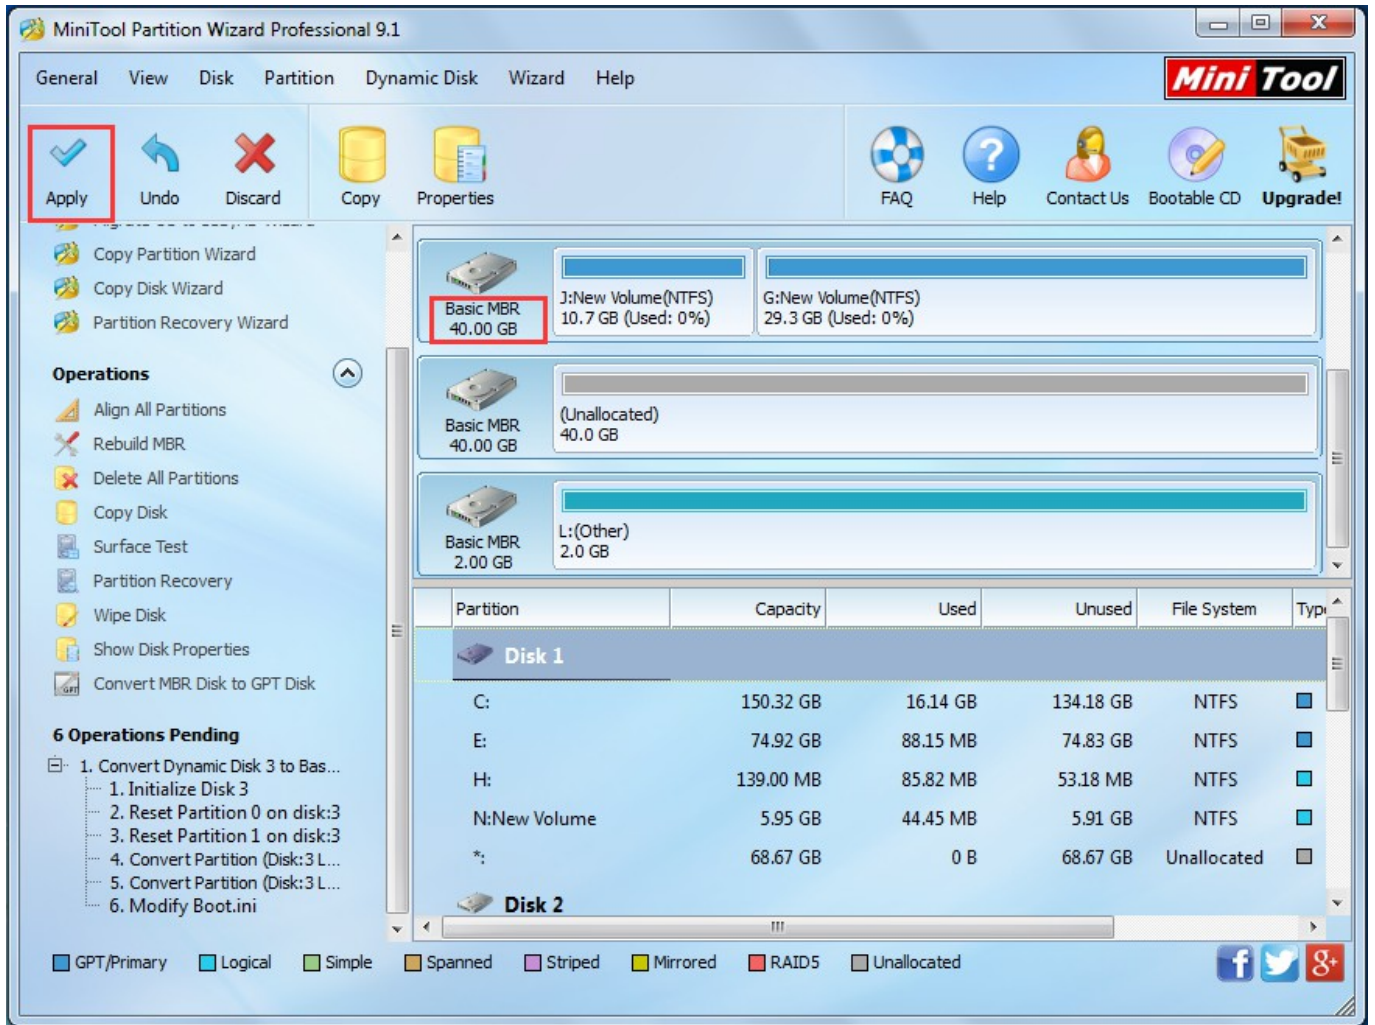 MiniTool Partition Wizard Professional 9.1
General View Disk Partition Dynamic Disk Wizard Help
Mini Tool
Apply Undo Discard Copy Properties FAQ Help Contact Us Bootable CD Upgrade!
Copy Partition Wizard
Copy Disk Wizard
Partition Recovery Wizard
Operations
Align All Partitions
Rebuild MBR
Delete All Partitions
Copy Disk
Surface Test
Partition Recovery
Wipe Disk
Show Disk Properties
Convert MBR Disk to GPT Disk
6 Operations Pending
1. Convert Dynamic Disk 3 to Bas...
1. Initialize Disk 3
2. Reset Partition 0 on disk:3
3. Reset Partition 1 on disk:3
4. Convert Partition (Disk:3 L...
5. Convert Partition (Disk:3 L...
6. Modify Boot.ini
Basic MBR
40.00 GB
J:New Volume(NTFS)
10.7 GB (Used: 0%)
G:New Volume(NTFS)
29.3 GB (Used: 0%)
Basic MBR
40.00 GB
(Unallocated)
40.0 GB
Basic MBR
2.00 GB
L:(Other)
2.0 GB
Partition Capacity Used Unused File System
Disk 1
C: 150.32 GB 16.14 GB 134.18 GB NTFS
E: 74.92 GB 88.15 MB 74.83 GB NTFS
H: 139.00 MB 85.82 MB 53.18 MB NTFS
N:New Volume 5.95 GB 44.45 MB 5.91 GB NTFS
*: 68.67 GB 0 B 68.67 GB Unallocated
Disk 2
GPT/Primary Logical Simple Spanned Striped Mirrored RAID5 Unallocated